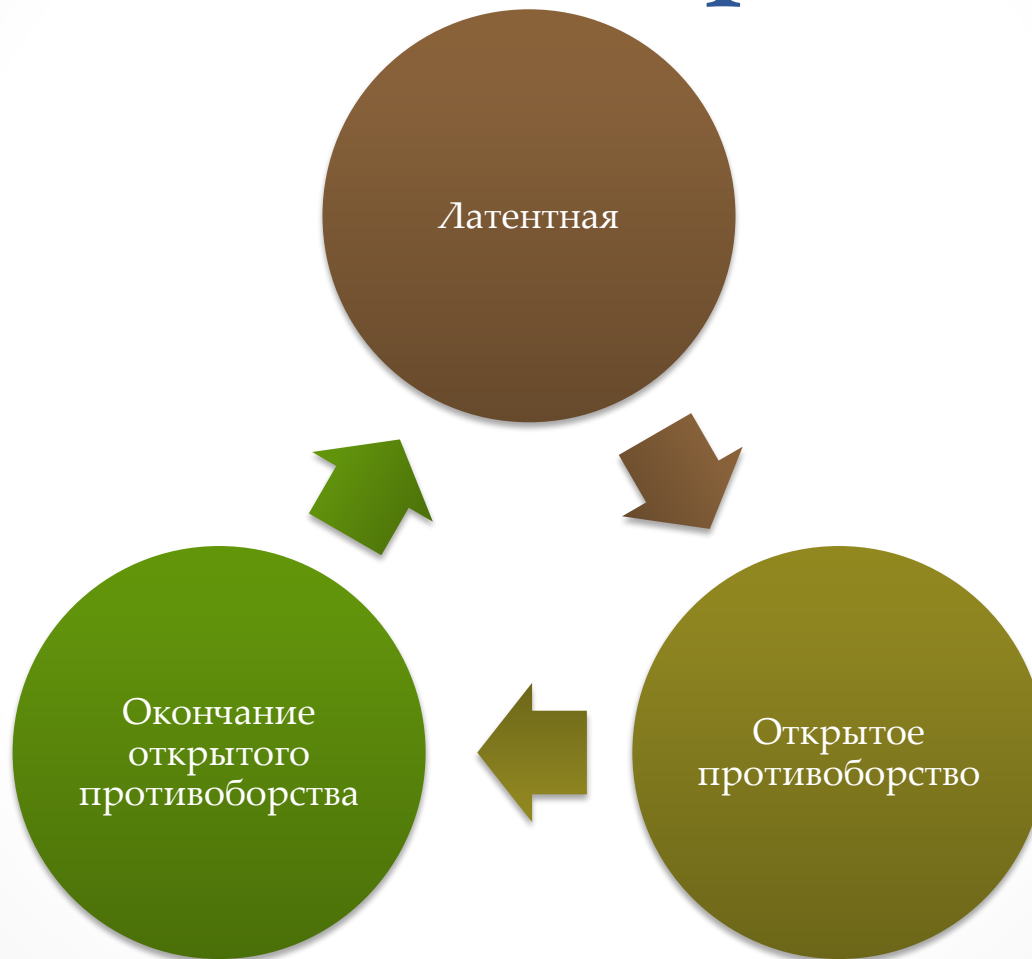 Латентная
Открытое
противоборство
Окончание
открытого
противоборства